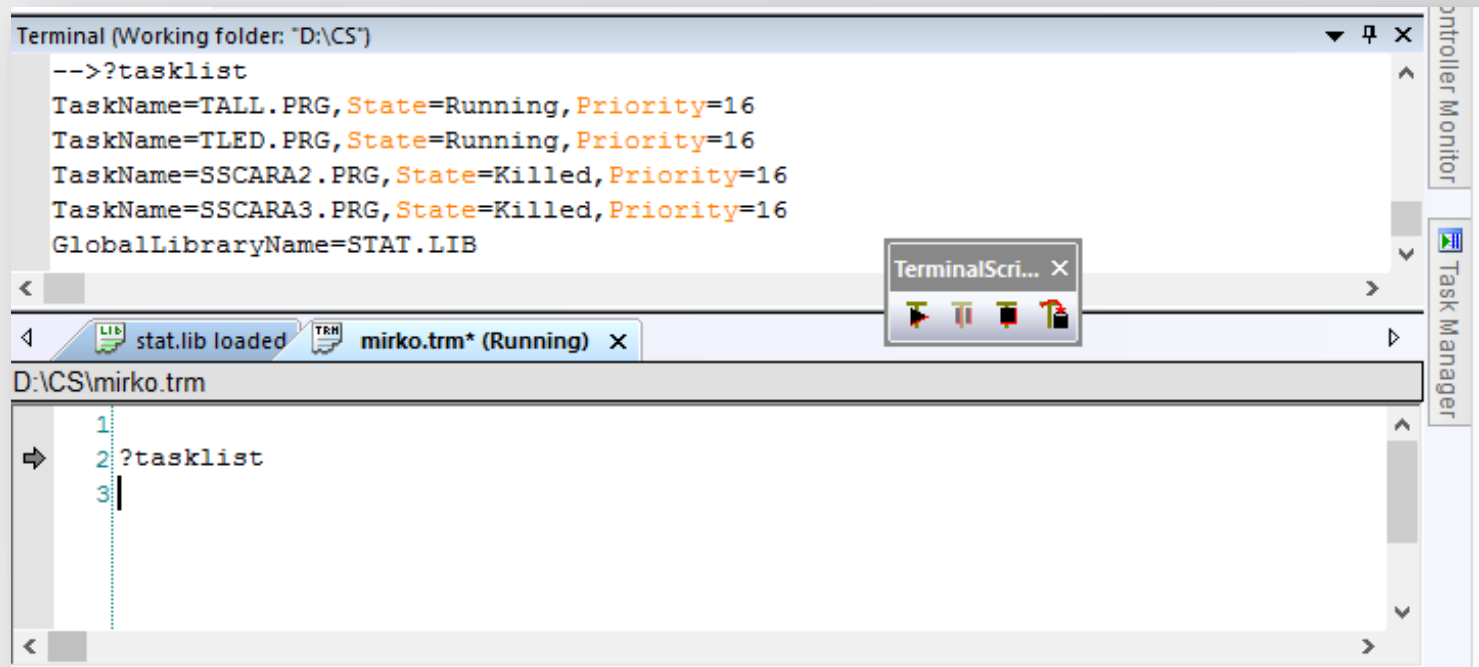 Terminal (Working folder: "D:\CS")
-->?tasklist
TaskName=TALL.PRG,State=Running,Priority=16
TaskName=TLED.PRG,State=Running,Priority=16
TaskName=SSCARA2.PRG,State=Killed,Priority=16
TaskName=SSCARA3.PRG,State=Killed,Priority=16
GlobalLibraryName=STAT.LIB
TerminalScri...
LIB stat.lib loaded TRM mirko.trm* (Running)
D:\CS\mirko.trm
1
2 ?tasklist
3
ontroller Monitor
Task Manager